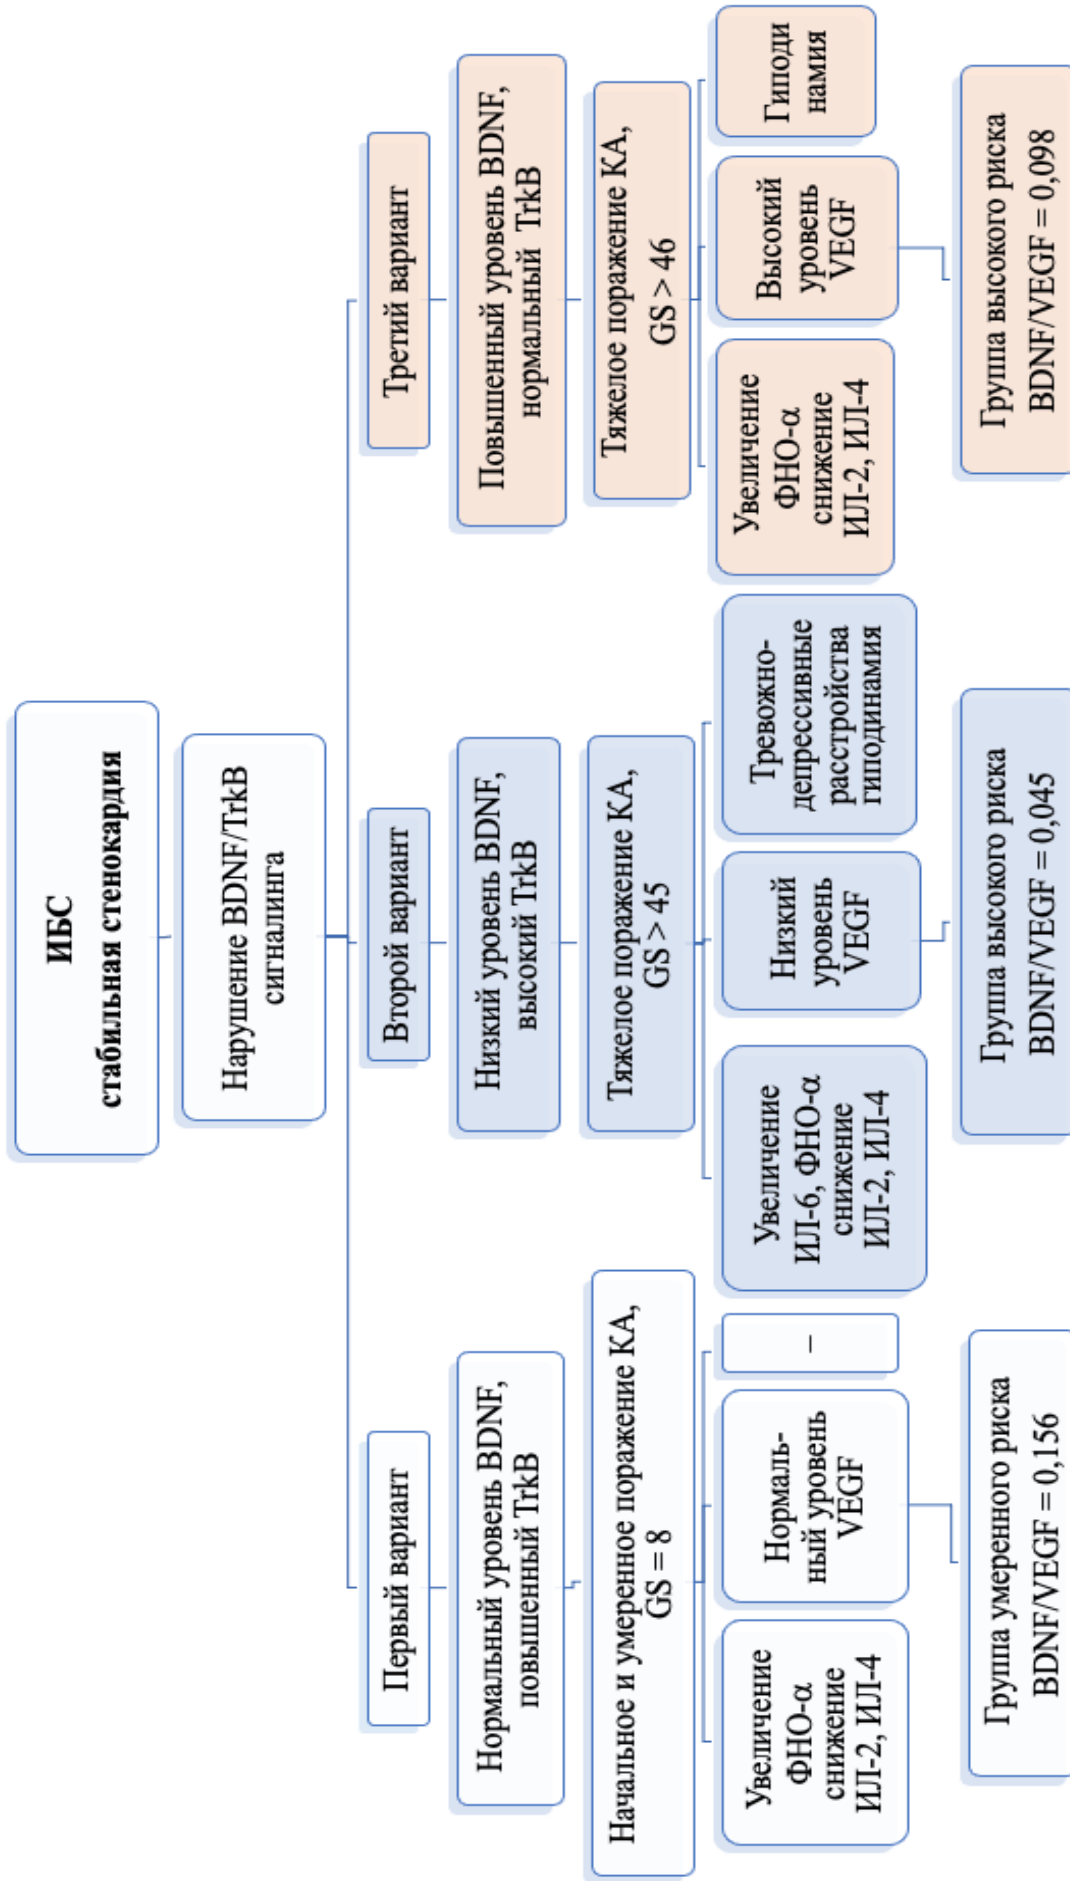 ИБС
стабильная стенокардия
Нарушение BDNF/TrkB
сигналинга
Первый вариант
Нормальный уровень BDNF,
повышенный TrkB
Начальное и умеренное поражение КА,
GS = 8
Увеличение
ФНО-α
снижение
ИЛ-2, ИЛ-4
Нормаль-
ный уровень
VEGF
–
Группа умеренного риска
BDNF/VEGF = 0,156
Второй вариант
Низкий уровень BDNF,
высокий TrkB
Тяжелое поражение КА,
GS > 45
Увеличение
ИЛ-6, ФНО-α
снижение
ИЛ-2, ИЛ-4
Низкий
уровень
VEGF
Тревожно-
депрессивные
расстройства
гиподинамия
Группа высокого риска
BDNF/VEGF = 0,045
Третий вариант
Повышенный уровень BDNF,
нормальный TrkB
Тяжелое поражение КА,
GS > 46
Увеличение
ФНО-α
снижение
ИЛ-2, ИЛ-4
Высокий
уровень
VEGF
Гиподи
намия
Группа высокого риска
BDNF/VEGF = 0,098